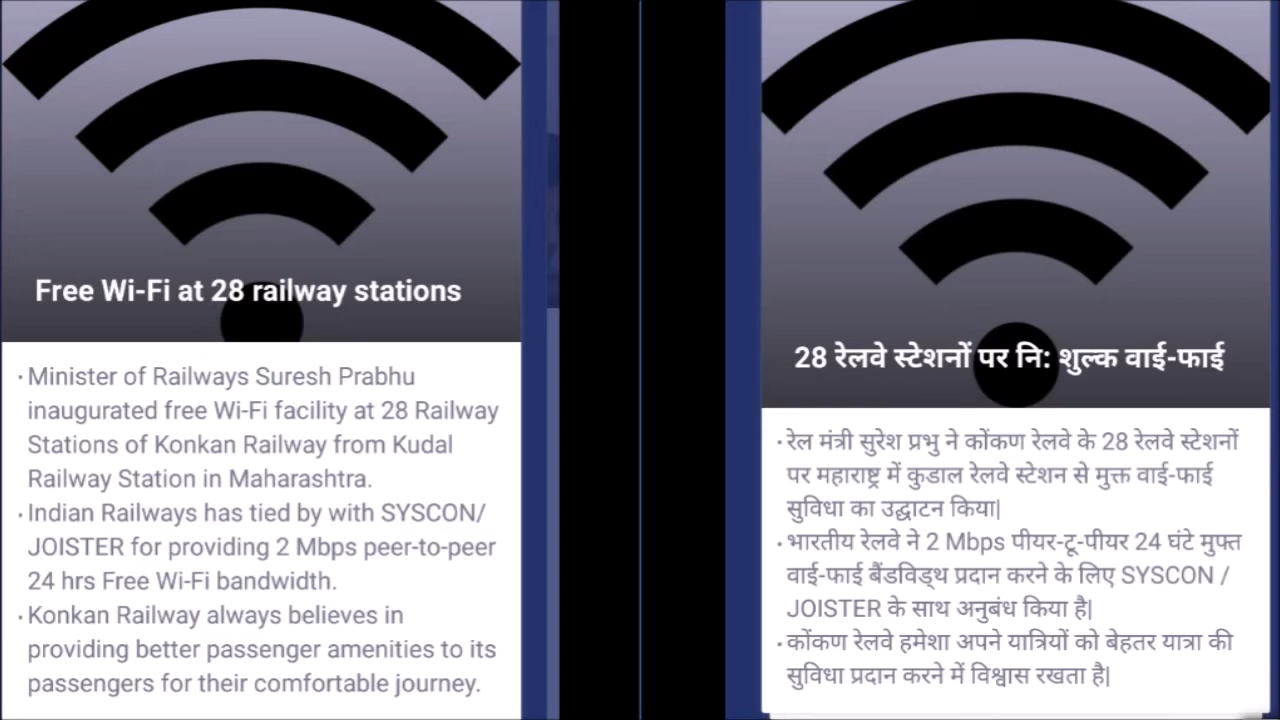 Free Wi-Fi at 28 railway stations
· Minister of Railways Suresh Prabhu
inaugurated free Wi-Fi facility at 28 Railway
Stations of Konkan Railway from Kudal
Railway Station in Maharashtra.
· Indian Railways has tied by with SYSCON/
JOISTER for providing 2 Mbps peer-to-peer
24 hrs Free Wi-Fi bandwidth.
· Konkan Railway always believes in
providing better passenger amenities to its
passengers for their comfortable journey.
28 रेलवे स्टेशनों पर नि: शुल्क वाई-फाई
· रेल मंत्री सुरेश प्रभु ने कोंकण रेलवे के 28 रेलवे स्टेशनों
पर महाराष्ट्र में कुडाल रेलवे स्टेशन से मुक्त वाई-फाई
सुविधा का उद्घाटन किया|
· भारतीय रेलवे ने 2 Mbps पीयर-टू-पीयर 24 घंटे मुफ्त
वाई-फाई बैंडविड्थ प्रदान करने के लिए SYSCON /
JOISTER के साथ अनुबंध किया है|
· कोंकण रेलवे हमेशा अपने यात्रियों को बेहतर यात्रा की
सुविधा प्रदान करने में विश्वास रखता है|